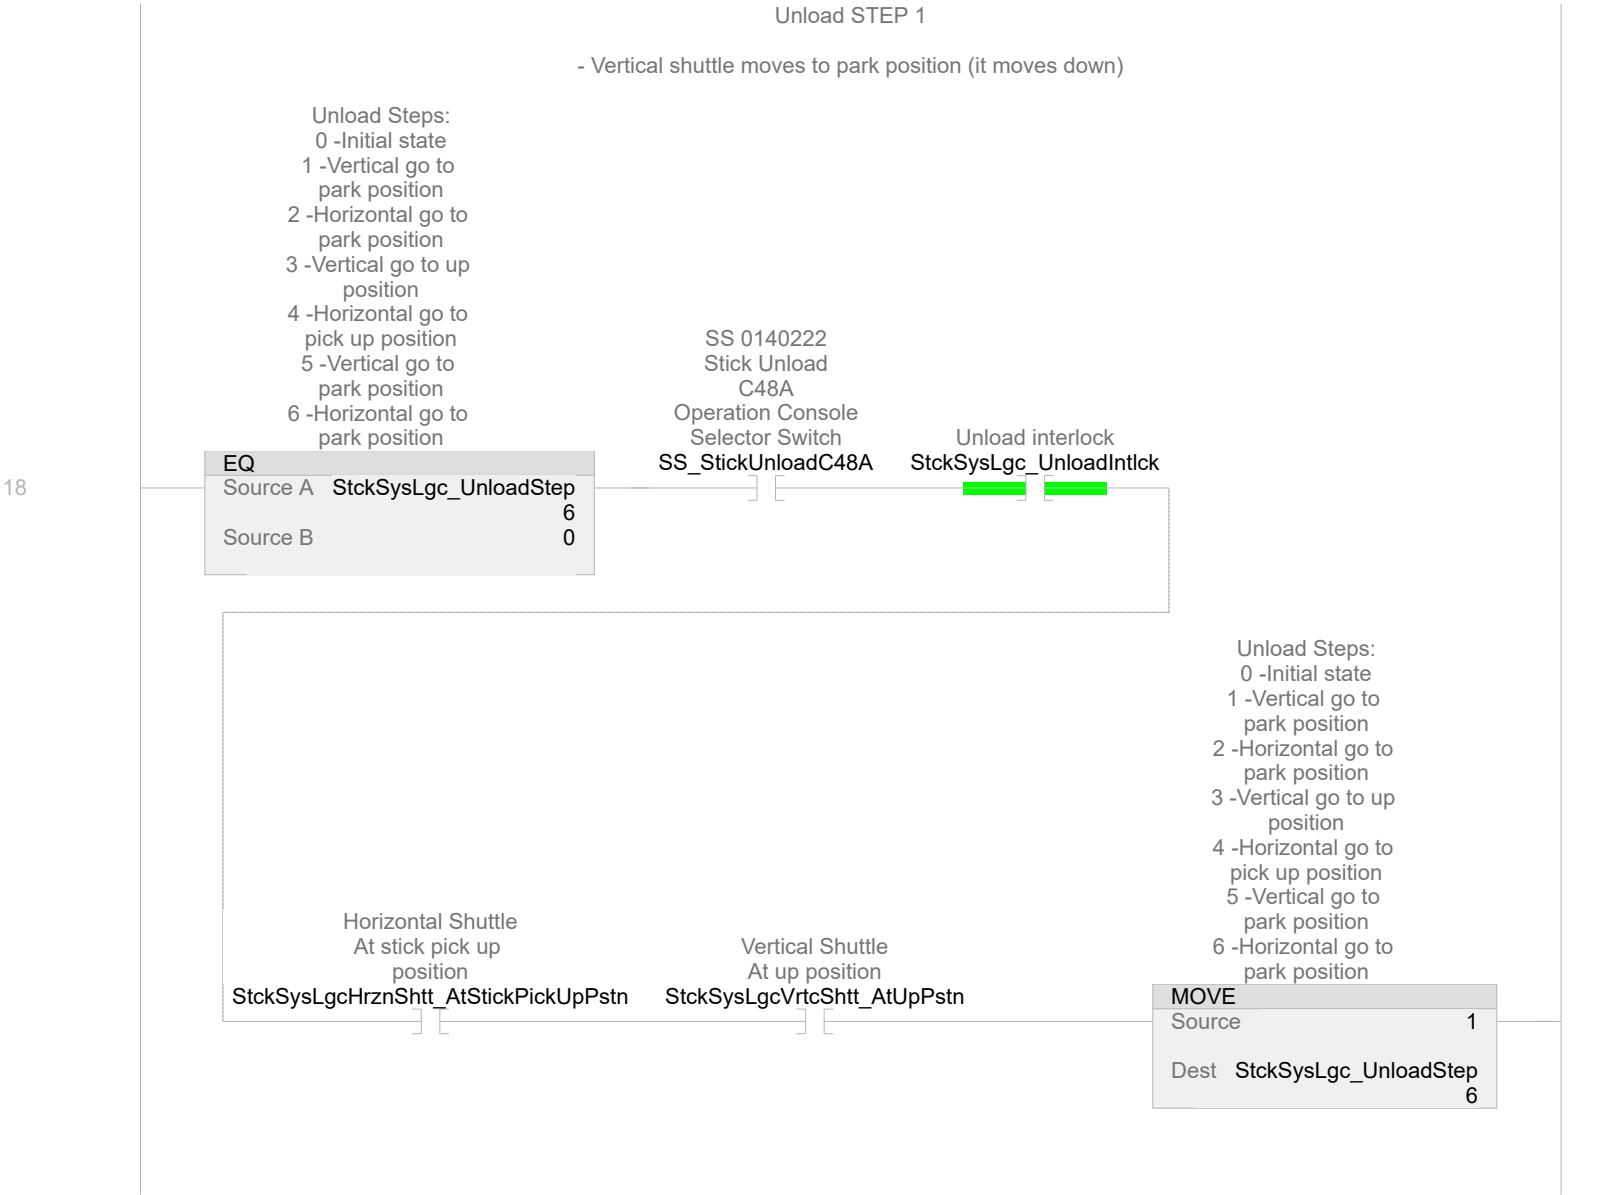 Unload STEP 1
- Vertical shuttle moves to park position (it moves down)
Unload Steps:
0 -Initial state
1 -Vertical go to
park position
2 -Horizontal go to
park position
3 -Vertical go to up
position
4 -Horizontal go to
pick up position
5 -Vertical go to
park position
6 -Horizontal go to
park position
SS 0140222
Stick Unload
C48A
Operation Console
Selector Switch
SS_StickUnloadC48A
Unload interlock
StckSysLgc_UnloadIntlck
18
EQ
Source A StckSysLgc_UnloadStep
6
Source B 0
Horizontal Shuttle
At stick pick up
position
StckSysLgcHrznShtt_AtStickPickUpPstn
Vertical Shuttle
At up position
StckSysLgcVrtcShtt_AtUpPstn
Unload Steps:
0 -Initial state
1 -Vertical go to
park position
2 -Horizontal go to
park position
3 -Vertical go to up
position
4 -Horizontal go to
pick up position
5 -Vertical go to
park position
6 -Horizontal go to
park position
MOVE
Source 1
Dest StckSysLgc_UnloadStep
6